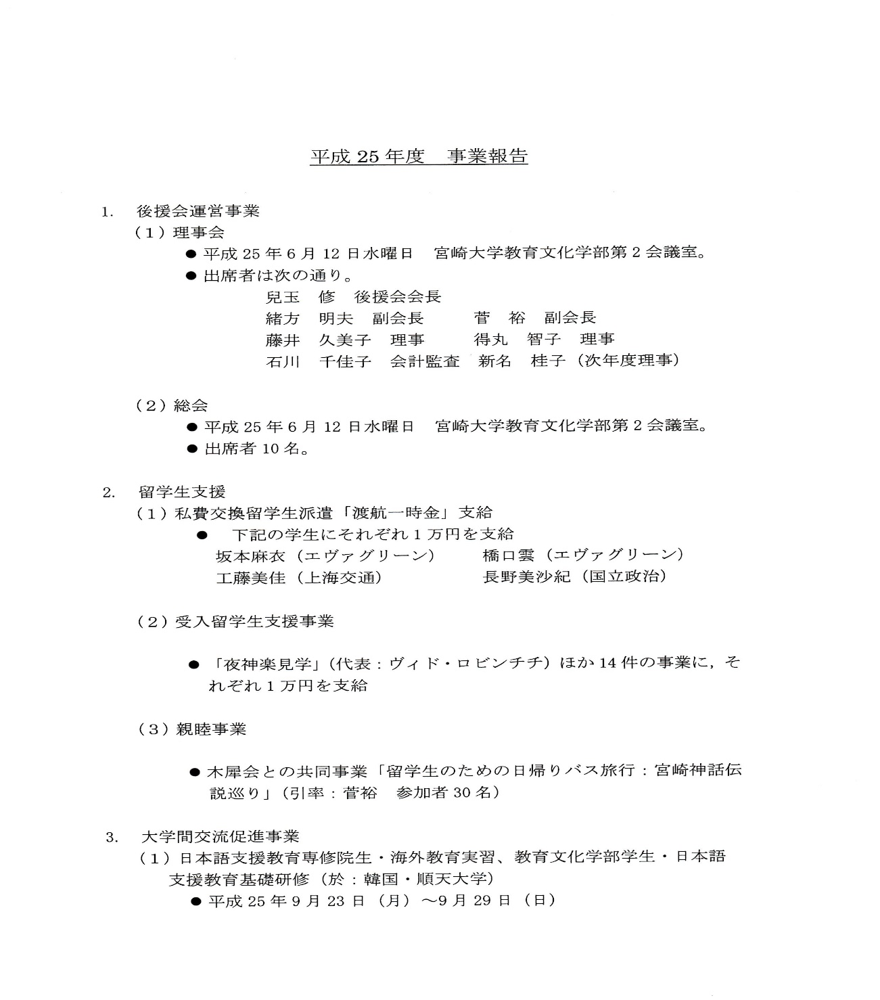 平成 25 年度　事業報告
1.　後援会運営事業
（1）理事会
● 平成 25 年 6 月 12 日水曜日　宮崎大学教育文化学部第 2 会議室。
● 出席者は次の通り。
兒玉　修　後援会会長
緒方　明夫　副会長　　菅　裕　副会長
藤井　久美子　理事　　得丸　智子　理事
石川　千佳子　会計監査　新名　桂子（次年度理事）
（2）総会
● 平成 25 年 6 月 12 日水曜日　宮崎大学教育文化学部第 2 会議室。
● 出席者 10 名。
2.　留学生支援
（1）私費交換留学生派遣「渡航一時金」支給
●　下記の学生にそれぞれ 1 万円を支給
坂本麻衣（エヴァグリーン）　　橋口雲（エヴァグリーン）
工藤美佳（上海交通）　　長野美沙紀（国立政治）
（2）受入留学生支援事業
● 「夜神楽見学」（代表：ヴィド・ロビンチチ）ほか 14 件の事業に，そ
れぞれ 1 万円を支給
（3）親睦事業
● 木犀会との共同事業「留学生のための日帰りバス旅行：宮崎神話伝
説巡り」（引率：菅裕　参加者 30 名）
3.　大学間交流促進事業
（1）日本語支援教育専修院生・海外教育実習、教育文化学部学生・日本語
支援教育基礎研修（於：韓国・順天大学）
● 平成 25 年 9 月 23 日（月）～9 月 29 日（日）